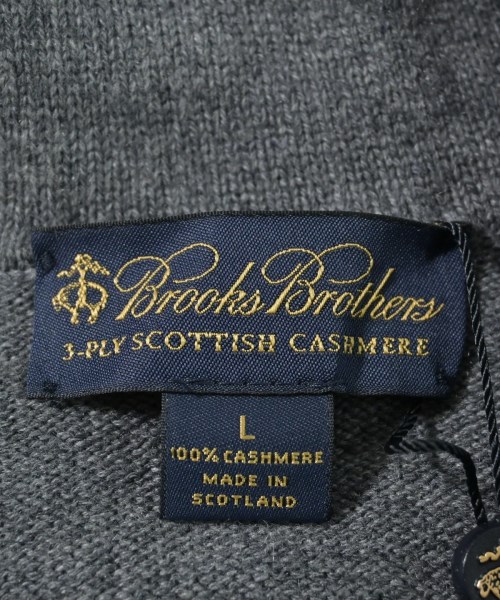 Brooks Brothers
3-PLY SCOTTISH CASHMERE
L
100% CASHMERE
MADE IN
SCOTLAND